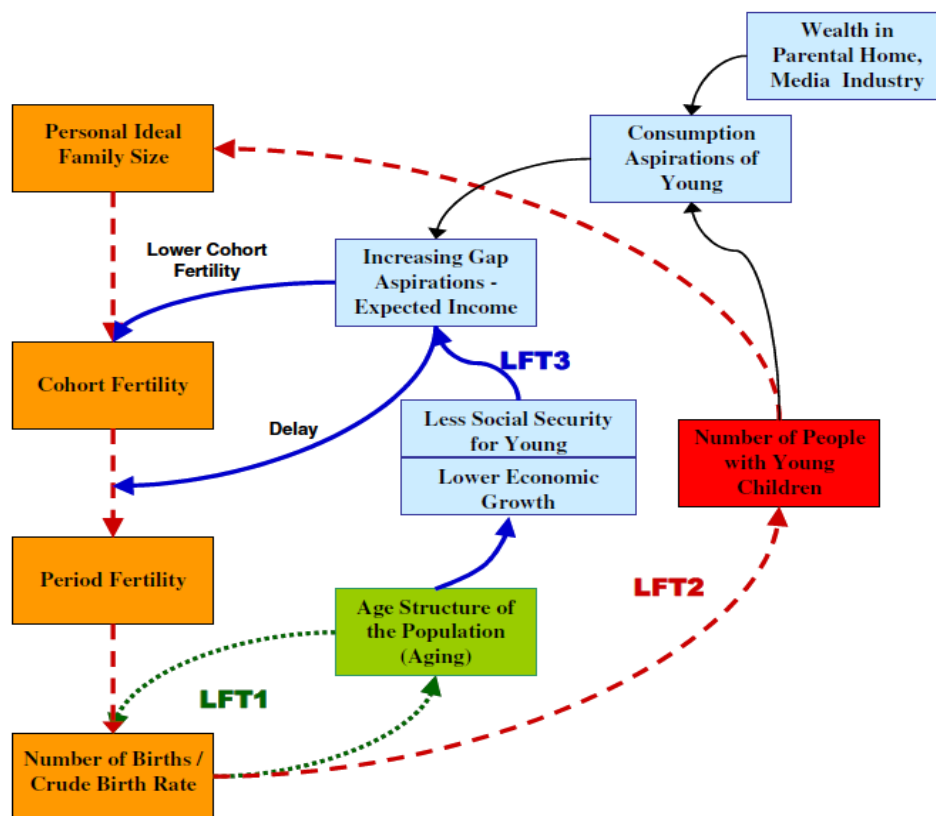 Wealth in
Parental Home,
Media Industry
Personal Ideal
Family Size
Consumption
Aspirations of
Young
Lower Cohort
Fertility
Increasing Gap
Aspirations -
Expected Income
LFT3
Cohort Fertility
Delay
Less Social Security
for Young
Lower Economic
Growth
Number of People
with Young
Children
Period Fertility
LFT2
Age Structure of
the Population
(Aging)
LFT1
Number of Births /
Crude Birth Rate